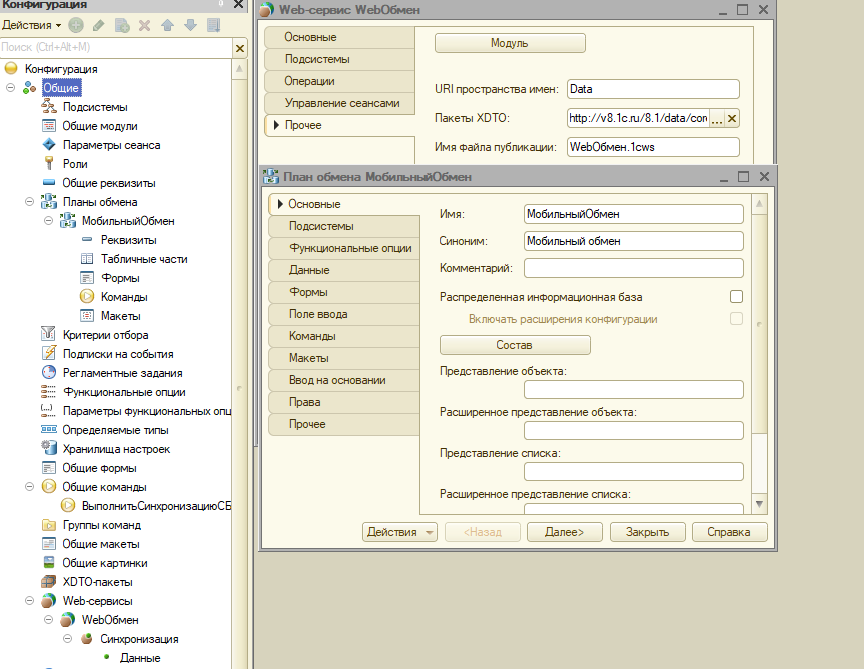 Конфигурация
Действия
Поиск (Ctrl+Alt+M)
Конфигурация
Общие
Подсистемы
Общие модули
Параметры сеанса
Роли
Общие реквизиты
Планы обмена
МобильныйОбмен
Реквизиты
Табличные части
Формы
Команды
Макеты
Критерии отбора
Подписки на события
Регламентные задания
Функциональные опции
Параметры функциональных опц
Определяемые типы
Хранилища настроек
Общие формы
Общие команды
ВыполнитьСинхронизациюСБ
Группы команд
Общие макеты
Общие картинки
XDTO-пакеты
Web-сервисы
WebОбмен
Синхронизация
Данные
Web-сервис WebОбмен
Основные
Подсистемы
Операции
Управление сеансами
Прочее
Модуль
URI пространства имен: Data
Пакеты XDTO: http://v8.1c.ru/8.1/data/cor ...
Имя файла публикации: WebОбмен.1cws
План обмена МобильныйОбмен
Основные
Подсистемы
Функциональные опции
Данные
Формы
Поле ввода
Команды
Макеты
Ввод на основании
Права
Прочее
Имя: МобильныйОбмен
Синоним: Мобильный обмен
Комментарий:
Распределенная информационная база
Включать расширения конфигурации
Состав
Представление объекта:
Расширенное представление объекта:
Представление списка:
Расширенное представление списка:
Действия <Назад Далее> Закрыть Справка